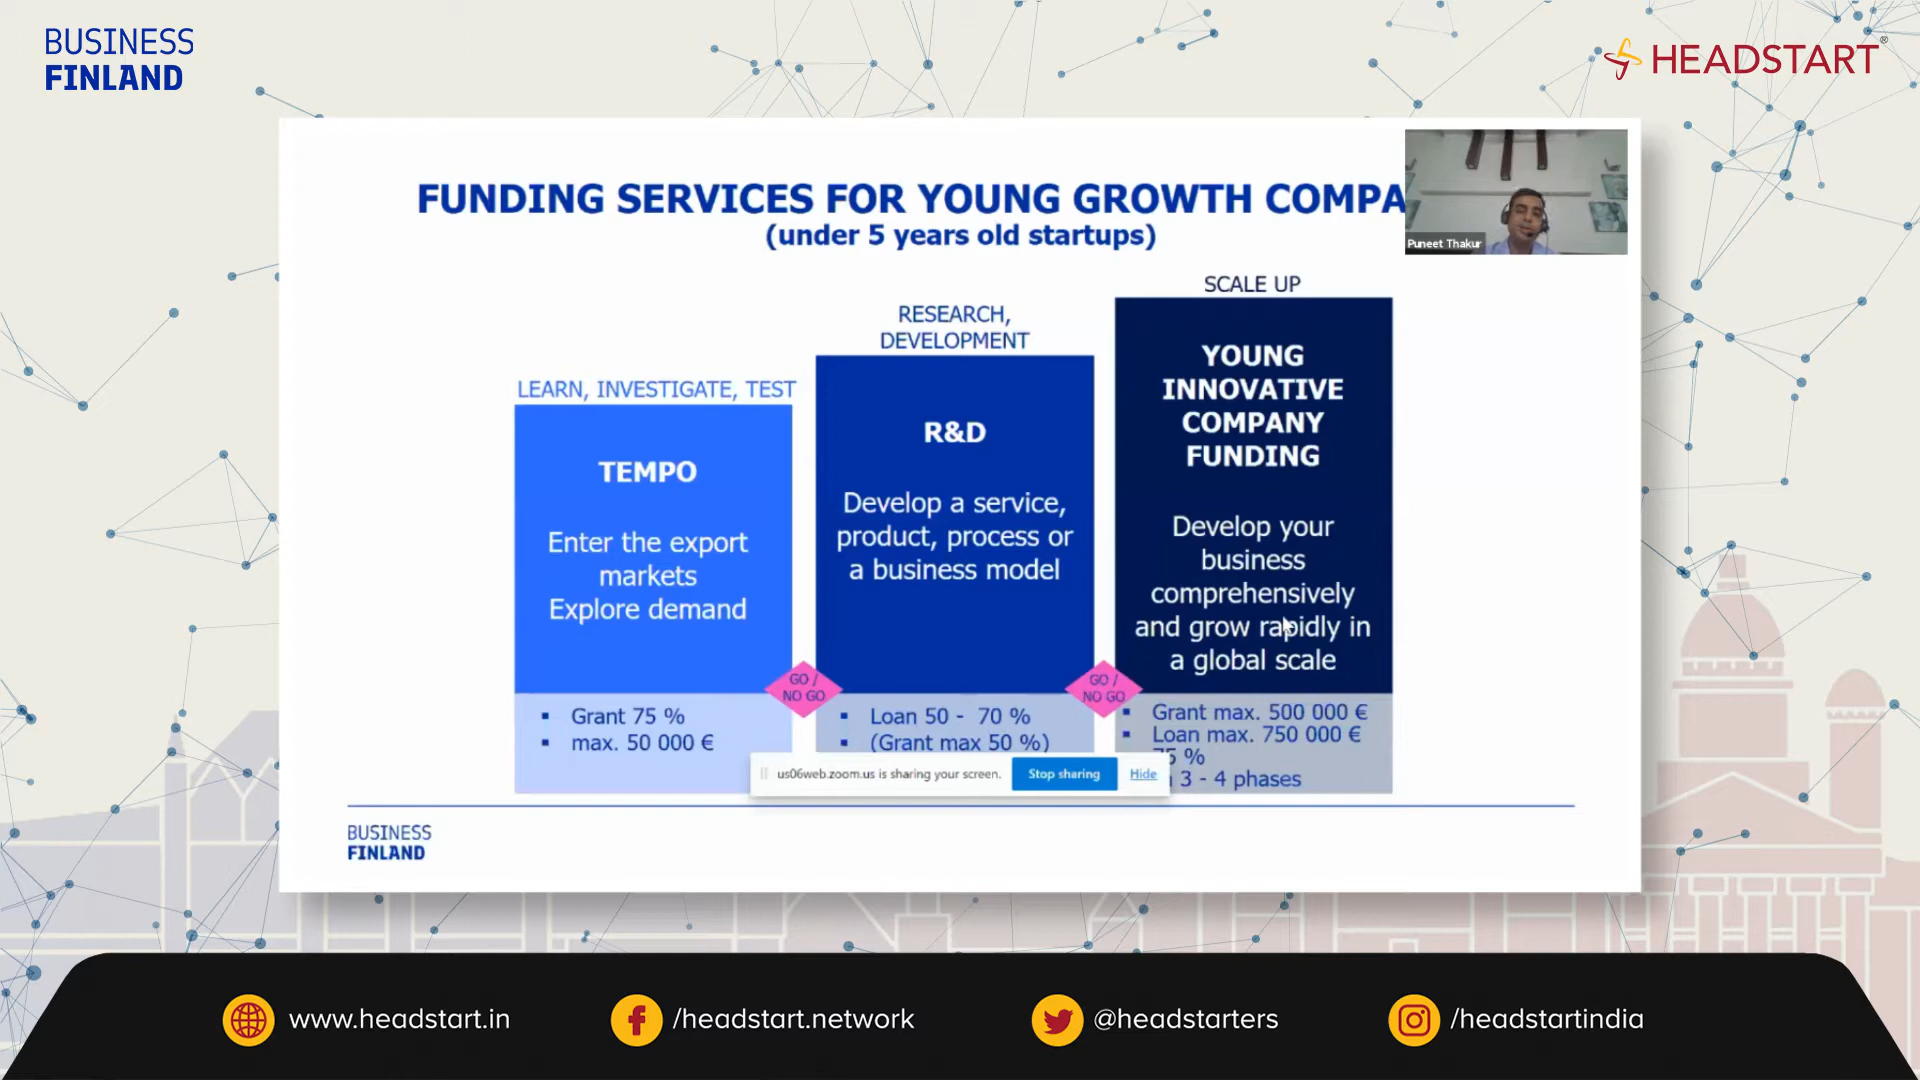 BUSINESS
FINLAND
HEADSTART®
FUNDING SERVICES FOR YOUNG GROWTH COMPA
(under 5 years old startups)
Puneet Thakur
LEARN, INVESTIGATE, TEST
TEMPO
Enter the export
markets
Explore demand
▪ Grant 75 %
▪ max. 50 000 €
GO /
NO GO
RESEARCH,
DEVELOPMENT
R&D
Develop a service,
product, process or
a business model
▪ Loan 50 - 70 %
▪ (Grant max 50 %)
GO /
NO GO
SCALE UP
YOUNG
INNOVATIVE
COMPANY
FUNDING
Develop your
business
comprehensively
and grow rapidly in
a global scale
▪ Grant max. 500 000 €
▪ Loan max. 750 000 €
75 %
3 - 4 phases
us06web.zoom.us is sharing your screen.
Stop sharing
Hide
BUSINESS
FINLAND
www.headstart.in
/headstart.network
@headstarters
/headstartindia